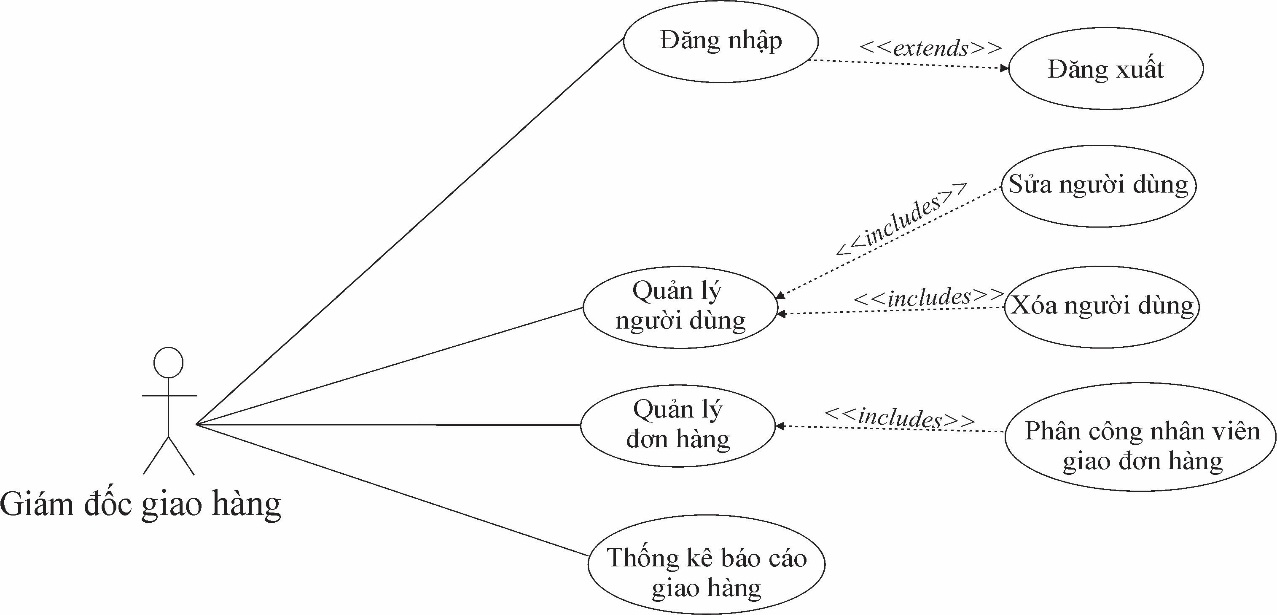 Đăng nhập
<<extends>>
Đăng xuất
Sửa người dùng
<<includes>>
Quản lý
người dùng
<<includes>>
Xóa người dùng
Quản lý
đơn hàng
<<includes>>
Phân công nhân viên
giao đơn hàng
Giám đốc giao hàng
Thống kê báo cáo
giao hàng